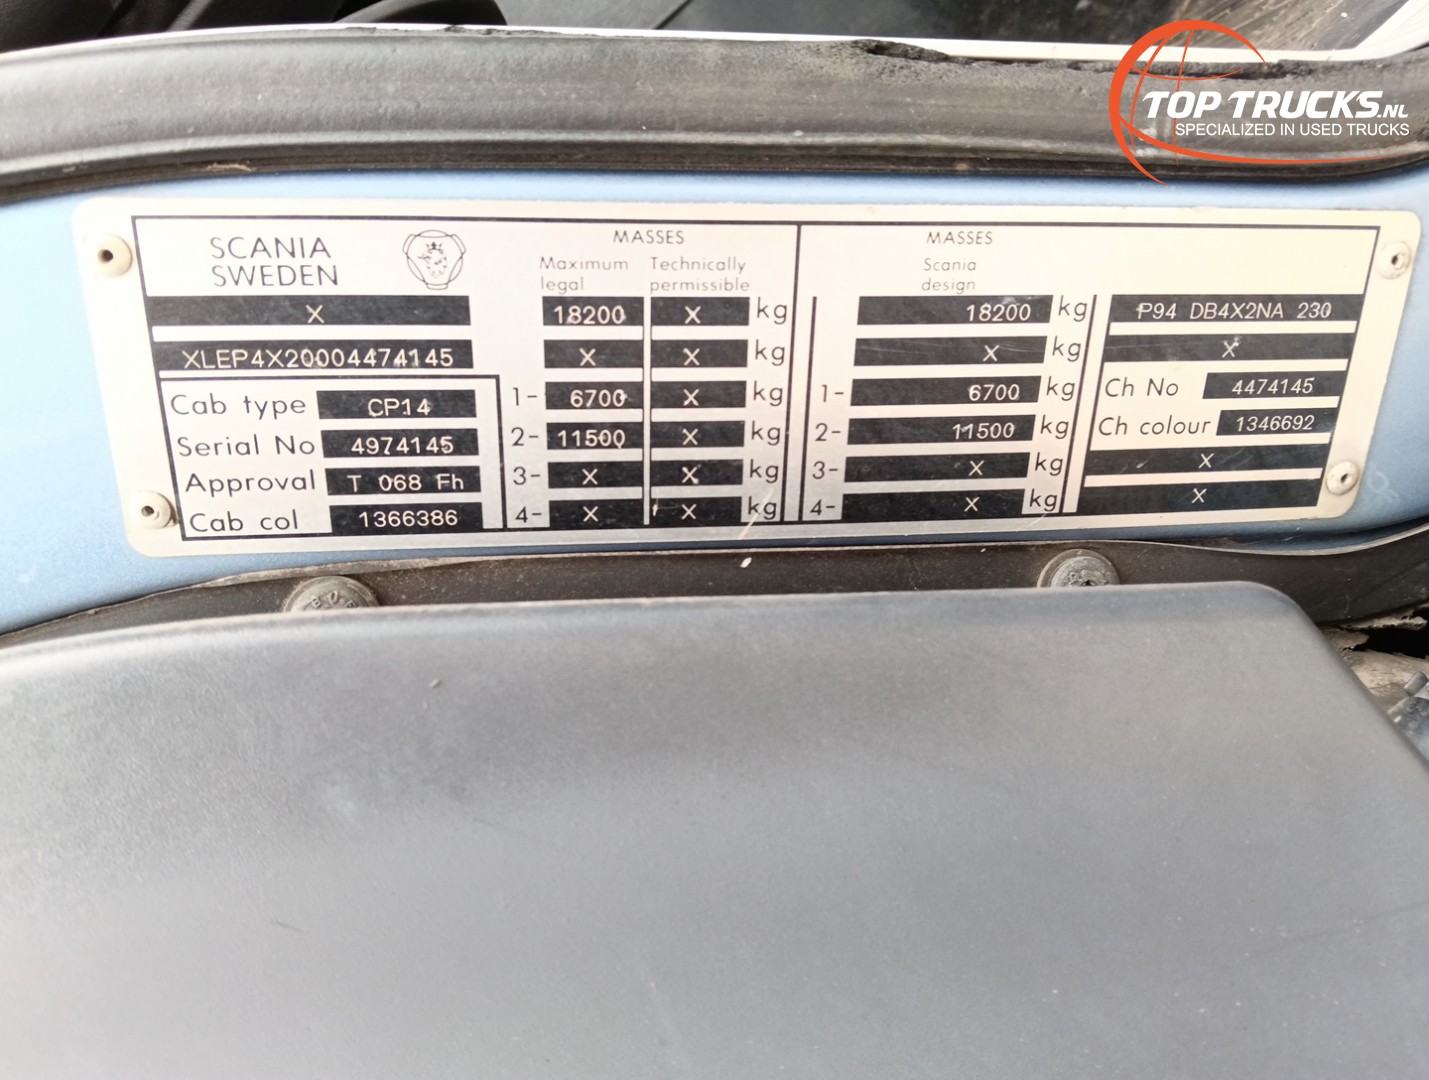 TOP TRUCKS.NL
SPECIALIZED IN USED TRUCKS
SCANIA
SWEDEN
X
XLEP4X20004474145
Cab type CP14
Serial No 4974145
Approval T 068 Fh
Cab col 1366386
MASSES
Maximum legal Technically permissible
18200 X kg
X X kg
1- 6700 X kg
2- 11500 X kg
3- X X kg
4- X X kg
MASSES
Scania
design
18200 kg
X kg
1- 6700 kg
2- 11500 kg
3- X kg
4- X kg
P94 DB4X2NA 230
X
Ch No 4474145
Ch colour 1346692
X
X